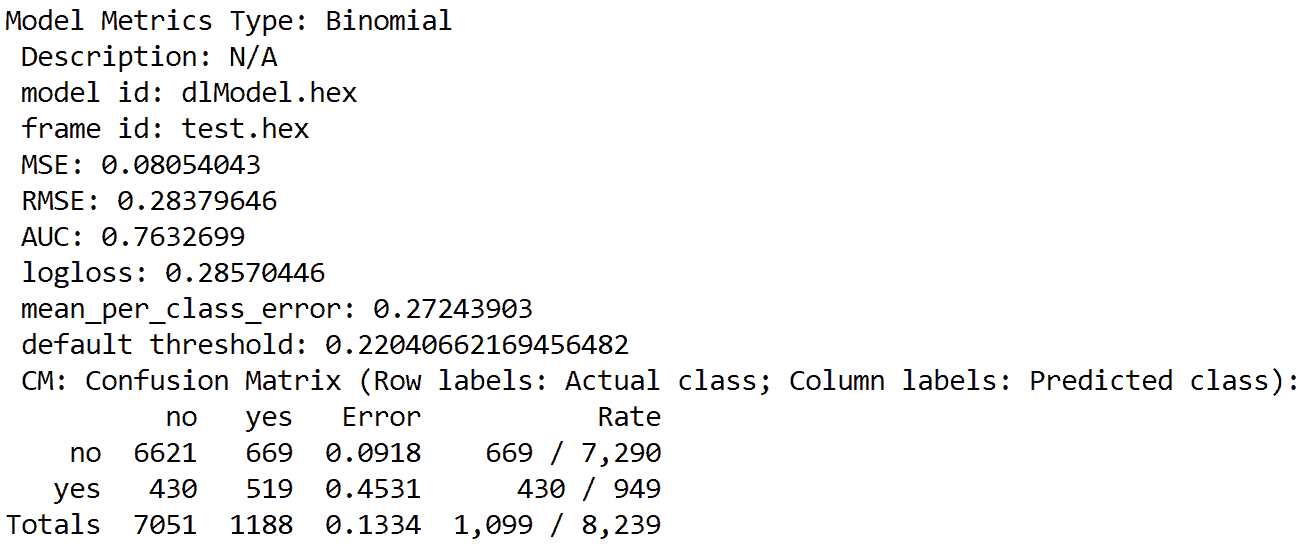 Model Metrics Type: Binomial
Description: N/A
model id: dlModel.hex
frame id: test.hex
MSE: 0.08054043
RMSE: 0.28379646
AUC: 0.7632699
logloss: 0.28570446
mean_per_class_error: 0.27243903
default threshold: 0.22040662169456482
CM: Confusion Matrix (Row labels: Actual class; Column labels: Predicted class):
no yes Error Rate
no 6621 669 0.0918 669 / 7,290
yes 430 519 0.4531 430 / 949
Totals 7051 1188 0.1334 1,099 / 8,239